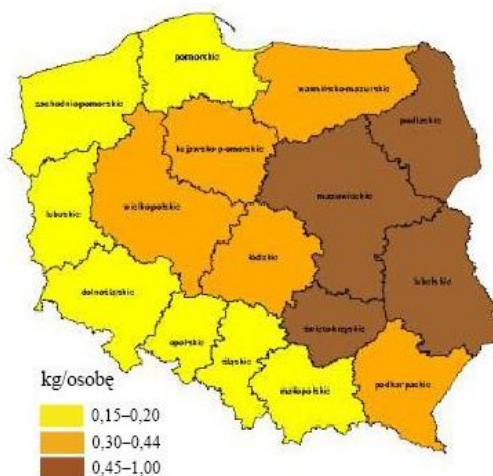 pomorskie
warmińsko-mazurskie
zachodniopomorskie
podlaskie
kujawsko-pomorskie
mazowieckie
lubuskie
wielkopolskie
łódzkie
lubelskie
dolnośląskie
świętokrzyskie
opolskie
śląskie
małopolskie
podkarpackie
kg/osobę
0,15–0,20
0,30–0,44
0,45–1,00